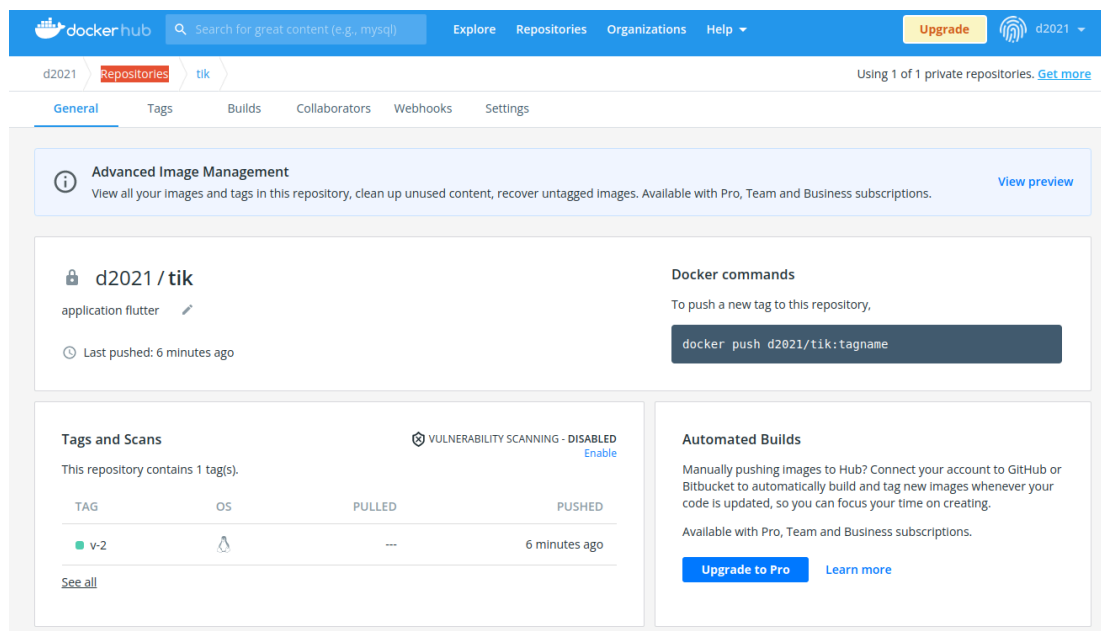 dockerhub
Search for great content (e.g., mysql)
Explore
Repositories
Organizations
Help
Upgrade
d2021
d2021
Repositories
tik
Using 1 of 1 private repositories. Get more
General
Tags
Builds
Collaborators
Webhooks
Settings
Advanced Image Management
View all your images and tags in this repository, clean up unused content, recover untagged images. Available with Pro, Team and Business subscriptions.
View preview
d2021 / tik
application flutter
Last pushed: 6 minutes ago
Docker commands
To push a new tag to this repository,
docker push d2021/tik:tagname
Tags and Scans
VULNERABILITY SCANNING - DISABLED
Enable
This repository contains 1 tag(s).
TAG
OS
PULLED
PUSHED
v-2
---
6 minutes ago
See all
Automated Builds
Manually pushing images to Hub? Connect your account to GitHub or
Bitbucket to automatically build and tag new images whenever your
code is updated, so you can focus your time on creating.
Available with Pro, Team and Business subscriptions.
Upgrade to Pro
Learn more